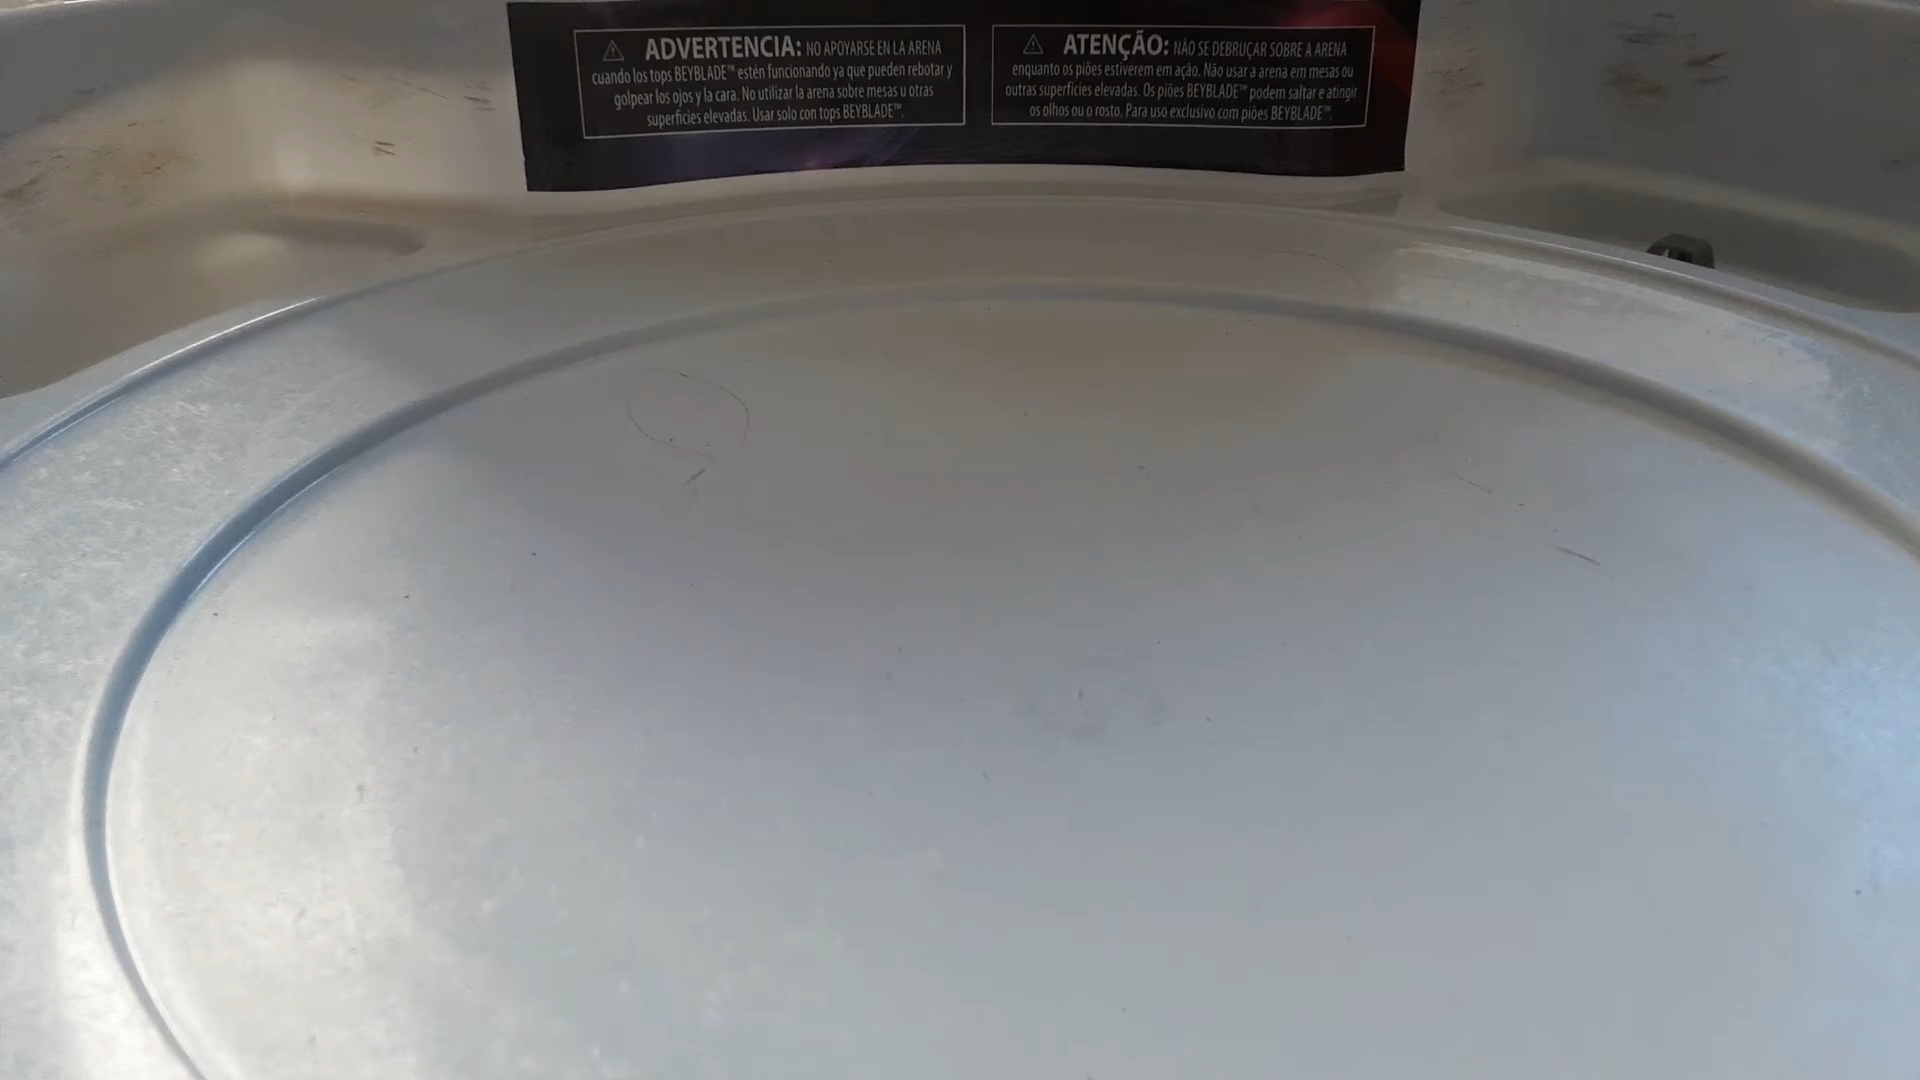 ADVERTENCIA: NO APOYARSE EN LA ARENA
cuando los tops BEYBLADE™ estén funcionando ya que pueden rebotar y
golpear los ojos y la cara. No utilizar la arena sobre mesas u otras
superficies elevadas. Usar solo con tops BEYBLADE™.
ATENÇÃO: NÃO SE DEBRUÇAR SOBRE A ARENA
enquanto os piões estiverem em ação. Não usar a arena em mesas ou
outras superfícies elevadas. Os piões BEYBLADE™ podem saltar e atingir
os olhos ou o rosto. Para uso exclusivo com piões BEYBLADE™.